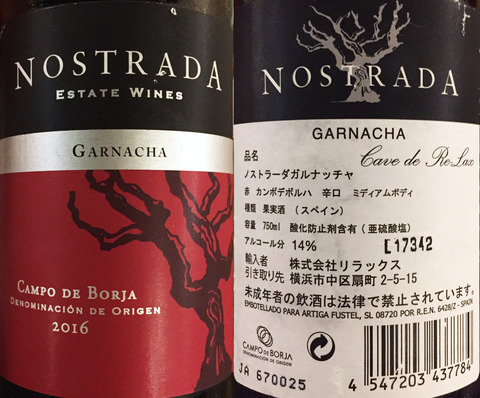 NOSTRADA
ESTATE WINES
GARNACHA
CAMPO DE BORJA
DENOMINACIÓN DE ORIGEN
2016
NOSTRADA
GARNACHA
Cave de Re-Lax
品名
ノストラーダガルナッチャ
赤 カンポデボルハ 辛口 ミディアムボディ
種類 果実酒 (スペイン)
容量 750ml 酸化防止剤含有(亜硫酸塩)
アルコール分 14% L17342
輸入者 株式会社リラックス
引き取り先 横浜市中区扇町2-5-15
未成年者の飲酒は法律で禁止されています。
EMBOTELLADO PARA ARTIGA FUSTEL, SL 08720 POR R.E.N. 6428/Z - SPAIN
CAMPO DE BORJA
DENOMINACIÓN DE ORIGEN
JA 670025
4 547203 437784